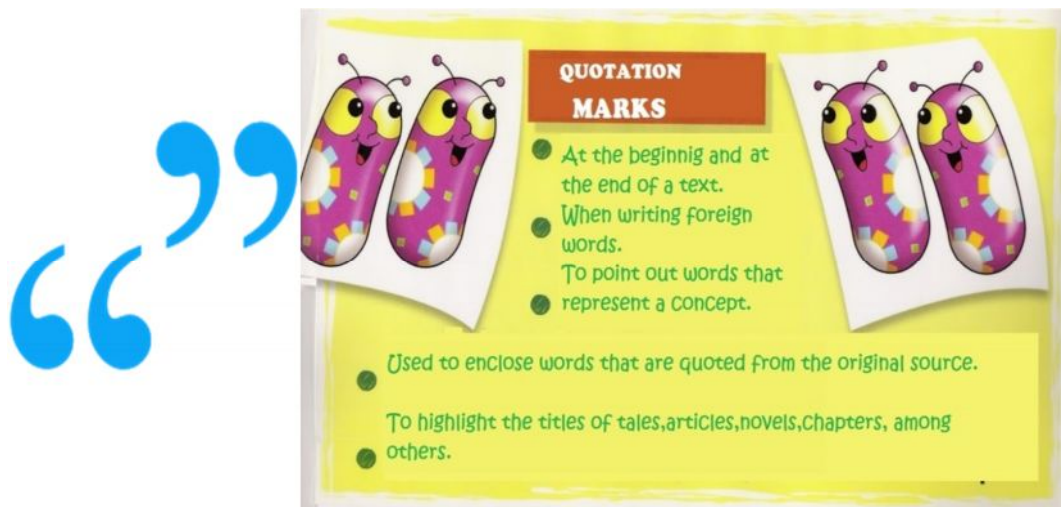 “ ”
QUOTATION
MARKS
At the beginnig and at
the end of a text.
When writing foreign
words.
To point out words that
represent a concept.
Used to enclose words that are quoted from the original source.
To highlight the titles of tales,articles,novels,chapters, among
others.